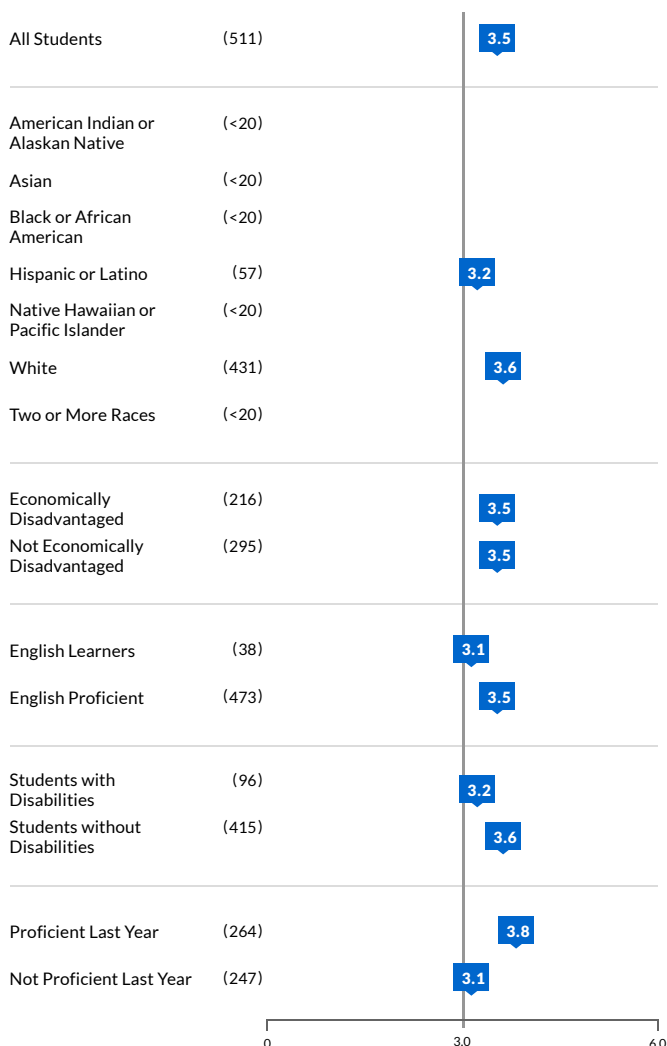 All Students (511) 3.5
American Indian or (<20)
Alaskan Native
Asian (<20)
Black or African (<20)
American
Hispanic or Latino (57) 3.2
Native Hawaiian or (<20)
Pacific Islander
White (431) 3.6
Two or More Races (<20)
Economically (216) 3.5
Disadvantaged
Not Economically (295) 3.5
Disadvantaged
English Learners (38) 3.1
English Proficient (473) 3.5
Students with (96) 3.2
Disabilities
Students without (415) 3.6
Disabilities
Proficient Last Year (264) 3.8
Not Proficient Last Year (247) 3.1
0 3.0 6.0